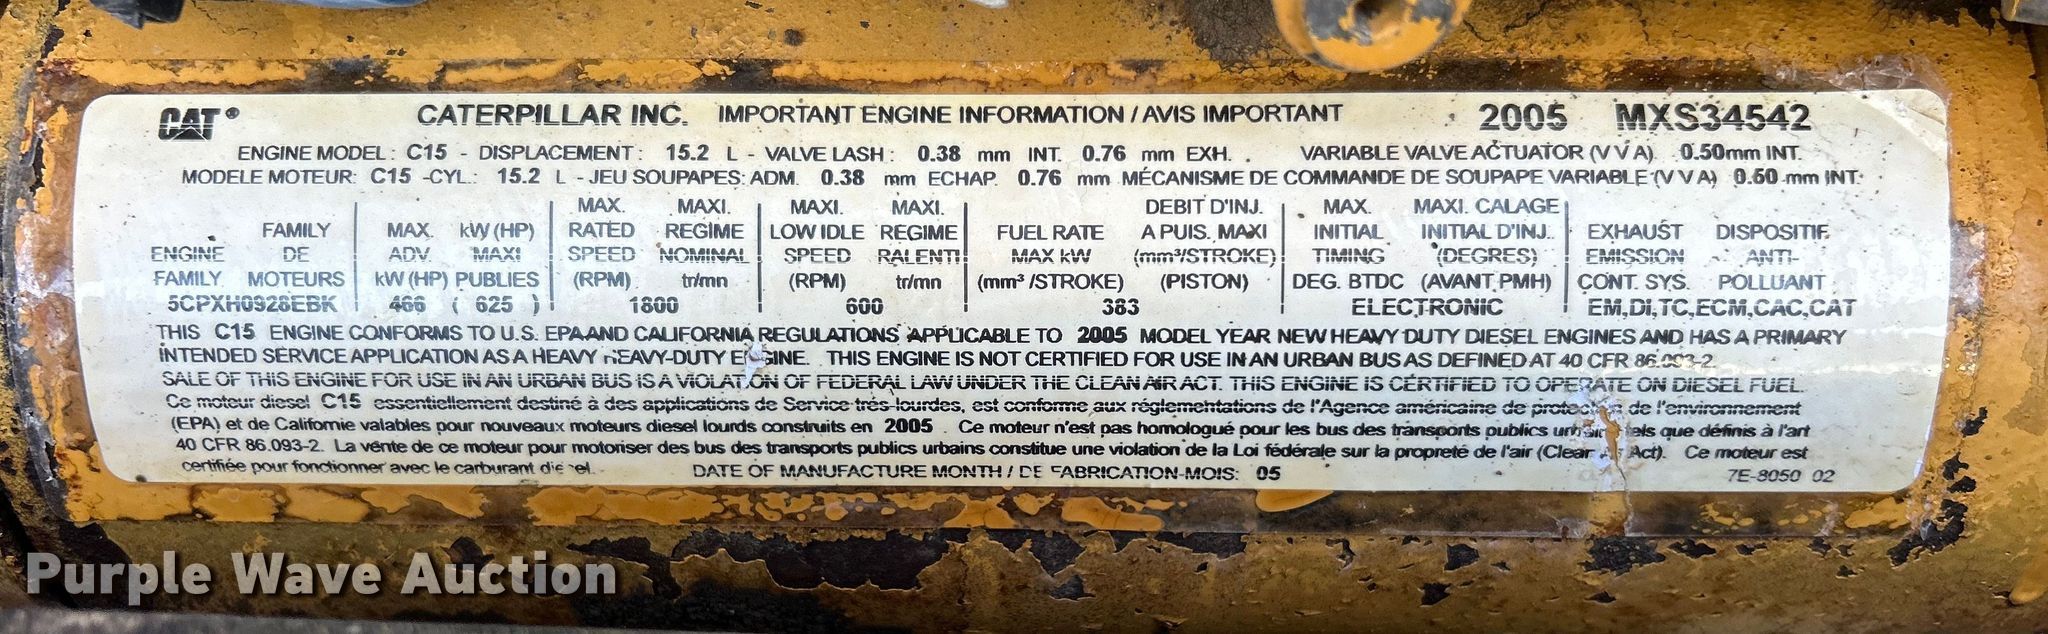 CAT® CATERPILLAR INC. IMPORTANT ENGINE INFORMATION / AVIS IMPORTANT 2005 MXS34542
ENGINE MODEL: C15 - DISPLACEMENT: 15.2 L - VALVE LASH: 0.38 mm INT. 0.76 mm EXH. VARIABLE VALVE ACTUATOR (V V A) 0.50mm INT.
MODELE MOTEUR: C15 -CYL.: 15.2 L - JEU SOUPAPES: ADM. 0.38 mm ECHAP. 0.76 mm MÉCANISME DE COMMANDE DE SOUPAPE VARIABLE (V V A) 0.50 mm INT.
MAX. MAXI. MAXI. MAXI. DEBIT D'INJ. MAX. MAXI. CALAGE
FAMILY MAX. kW (HP) RATED REGIME LOW IDLE REGIME FUEL RATE A PUIS. MAXI INITIAL INITIAL D'INJ. EXHAUST DISPOSITIF
ENGINE DE ADV. MAXI SPEED NOMINAL SPEED RALENTI MAX kW (mm³/STROKE) TIMING (DEGRES) EMISSION ANTI-
FAMILY MOTEURS kW (HP) PUBLIES (RPM) tr/mn (RPM) tr/mn (mm³ /STROKE) (PISTON) DEG. BTDC (AVANT PMH) CONT. SYS. POLLUANT
5CPXH0928EBK 466 ( 625 ) 1800 600 383 ELECTRONIC EM,DI,TC,ECM,CAC,CAT
THIS C15 ENGINE CONFORMS TO U.S. EPA AND CALIFORNIA REGULATIONS APPLICABLE TO 2005 MODEL YEAR NEW HEAVY DUTY DIESEL ENGINES AND HAS A PRIMARY
INTENDED SERVICE APPLICATION AS A HEAVY HEAVY-DUTY ENGINE. THIS ENGINE IS NOT CERTIFIED FOR USE IN AN URBAN BUS AS DEFINED AT 40 CFR 86.093-2.
SALE OF THIS ENGINE FOR USE IN AN URBAN BUS IS A VIOLATION OF FEDERAL LAW UNDER THE CLEAN AIR ACT. THIS ENGINE IS CERTIFIED TO OPERATE ON DIESEL FUEL.
Ce moteur diesel C15 essentiellement destiné à des applications de Service très-lourdes, est conforme aux réglementations de l'Agence américaine de protection de l'environnement
(EPA) et de Californie valables pour nouveaux moteurs diesel lourds construits en 2005 . Ce moteur n'est pas homologué pour les bus des transports publics urbains tels que définis à l'art
40 CFR 86.093-2. La vente de ce moteur pour motoriser des bus des transports publics urbains constitue une violation de la Loi fédérale sur la propreté de l'air (Clean Air Act). Ce moteur est
certifiée pour fonctionner avec le carburant diesel.
DATE OF MANUFACTURE MONTH / DE FABRICATION-MOIS: 05 7E-8050 02
Purple Wave Auction